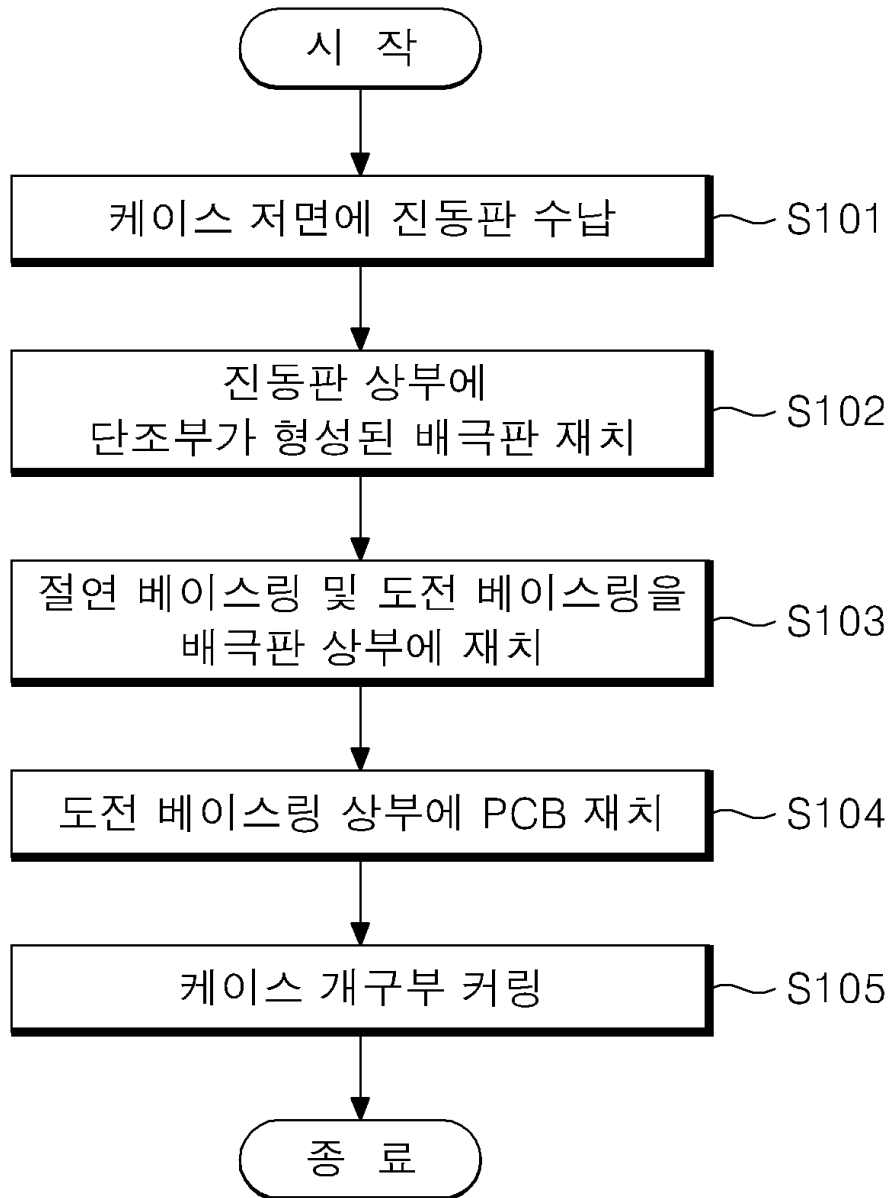 시 작
케이스 저면에 진동판 수납
S101
진동판 상부에
단조부가 형성된 배극판 재치
S102
절연 베이스링 및 도전 베이스링을
배극판 상부에 재치
S103
도전 베이스링 상부에 PCB 재치
S104
케이스 개구부 커링
S105
종 료